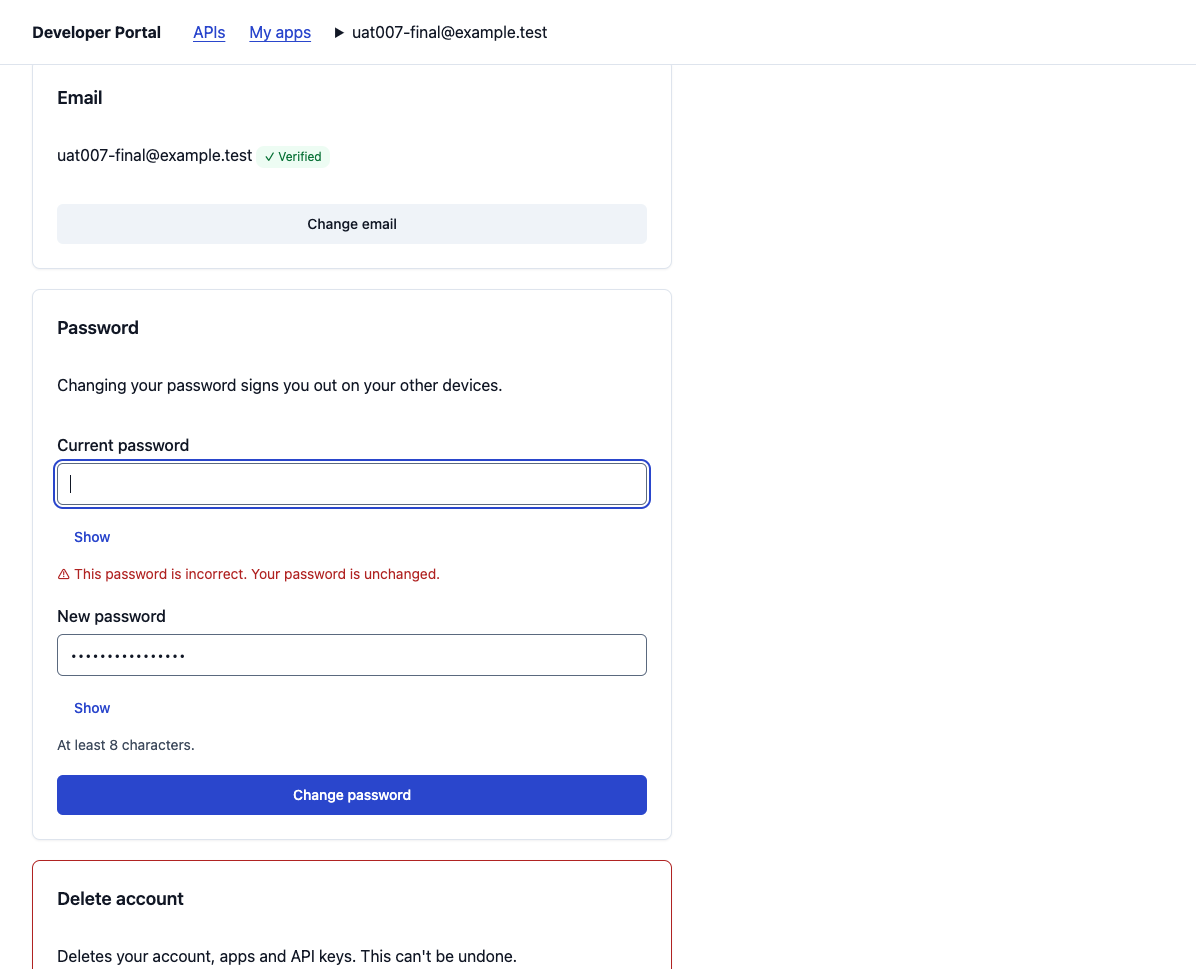 Developer Portal APIs My apps ▶ uat007-final@example.test
Email
uat007-final@example.test ✓ Verified
Change email
Password
Changing your password signs you out on your other devices.
Current password
Show
⚠ This password is incorrect. Your password is unchanged.
New password
••••••••••••••••
Show
At least 8 characters.
Change password
Delete account
Deletes your account, apps and API keys. This can't be undone.